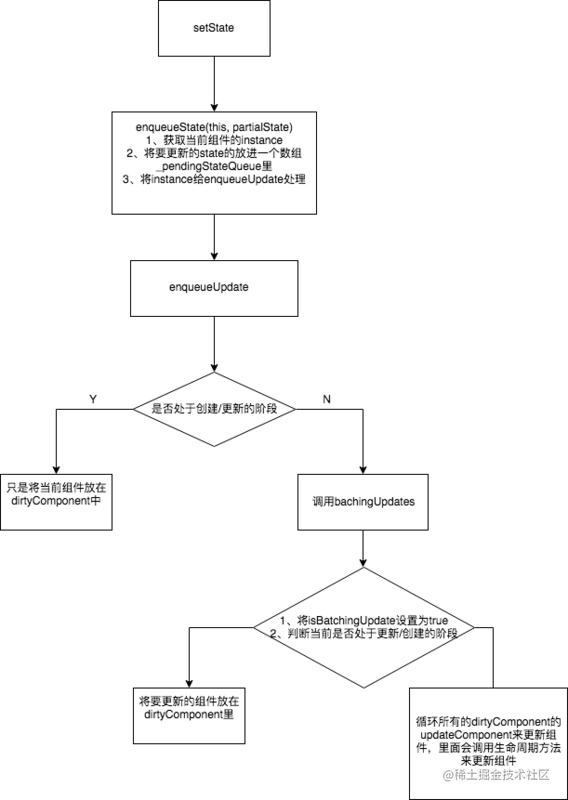 setState
enqueueState(this, partialState)
1、获取当前组件的instance
2、将要更新的state的放进一个数组
_pendingStateQueue里
3、将instance给enqueueUpdate处理
enqueueUpdate
Y
是否处于创建/更新的阶段
N
只是将当前组件放在
dirtyComponent中
调用bachingUpdates
1、将isBatchingUpdate设置为true
2、判断当前是否处于更新/创建的阶段
将要更新的组件放在
dirtyComponent里
循环所有的dirtyComponent的
updateComponent来更新组
件，里面会调用生命周期方法
来更新组件
@稀土掘金技术社区